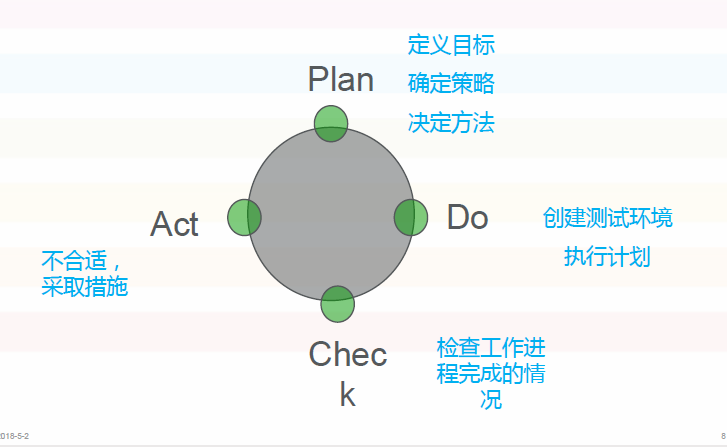 Plan
定义目标
确定策略
决定方法
Do
创建测试环境
执行计划
Chec
k
检查工作进
程完成的情
况
Act
不合适，
采取措施
2018-5-2
8